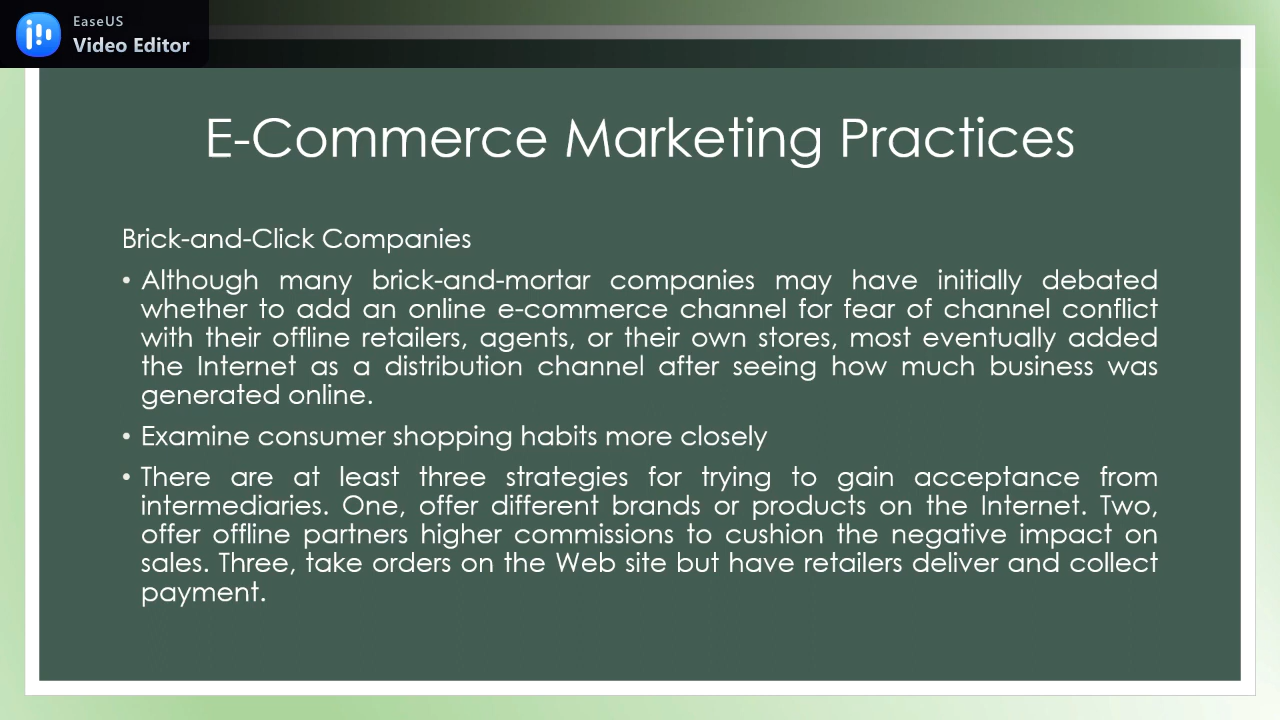 EaseUS
Video Editor
E-Commerce Marketing Practices
Brick-and-Click Companies
• Although many brick-and-mortar companies may have initially debated
whether to add an online e-commerce channel for fear of channel conflict
with their offline retailers, agents, or their own stores, most eventually added
the Internet as a distribution channel after seeing how much business was
generated online.
• Examine consumer shopping habits more closely
• There are at least three strategies for trying to gain acceptance from
intermediaries. One, offer different brands or products on the Internet. Two,
offer offline partners higher commissions to cushion the negative impact on
sales. Three, take orders on the Web site but have retailers deliver and collect
payment.